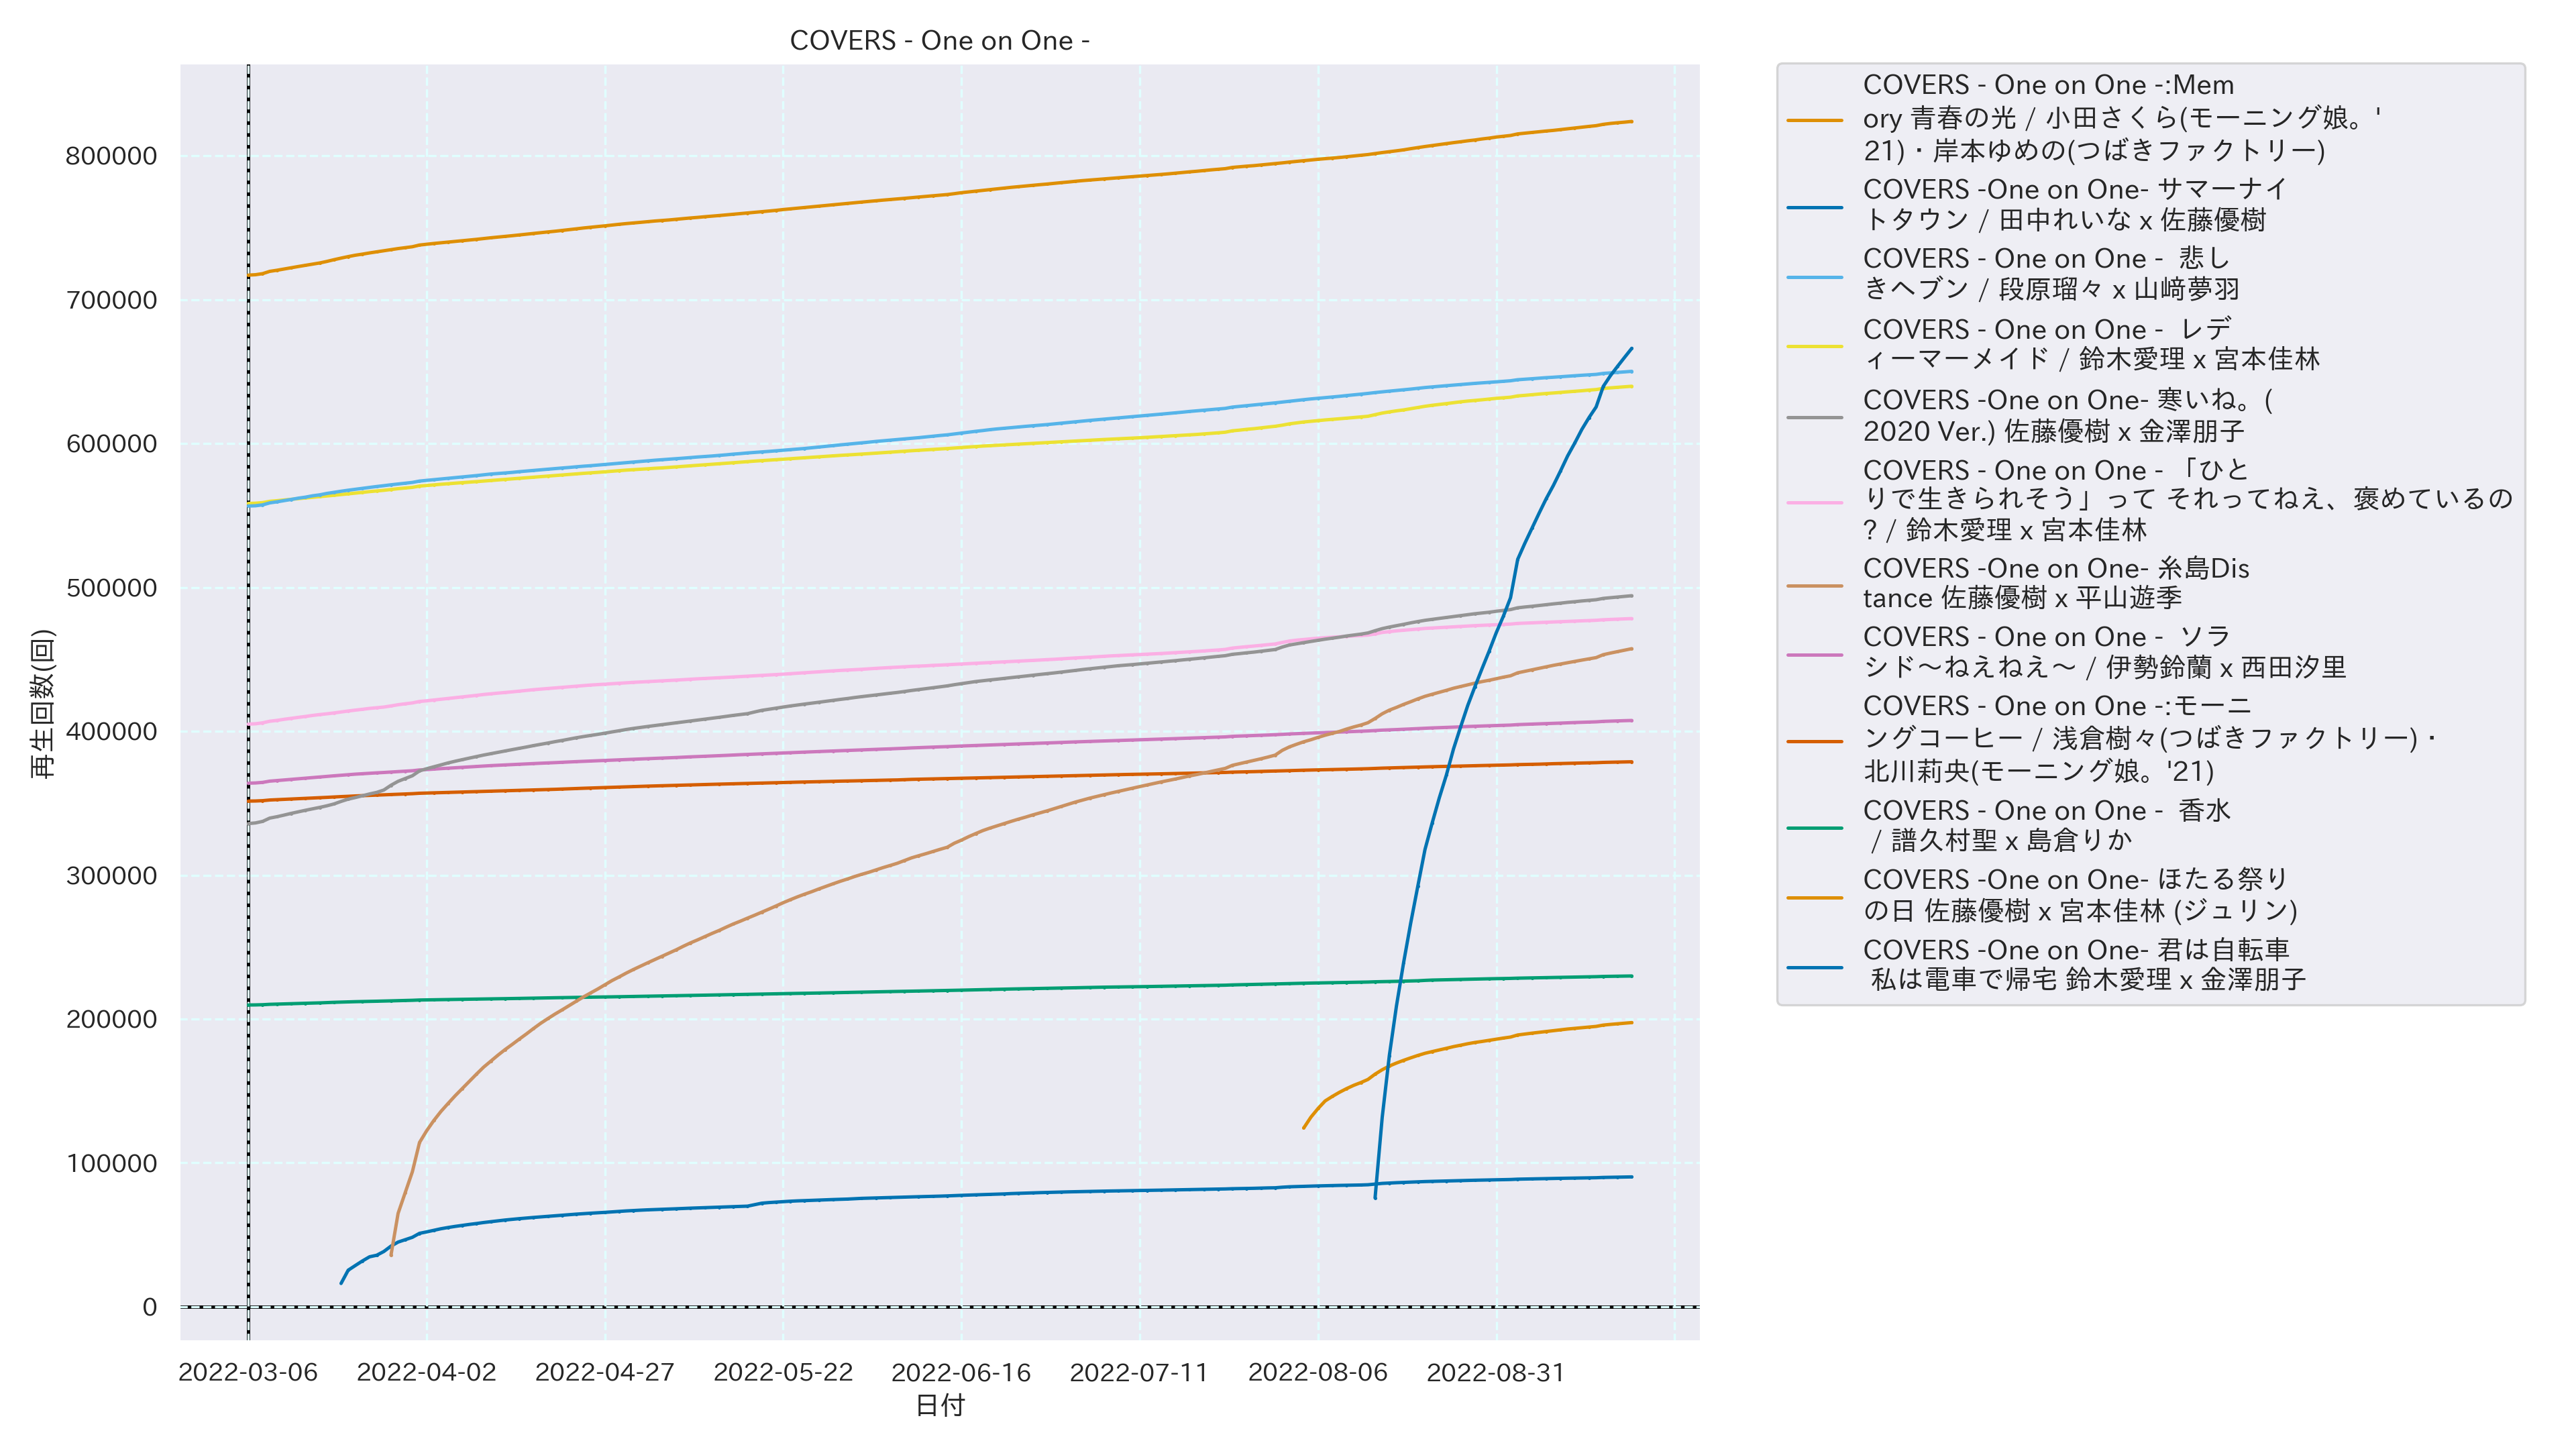 COVERS - One on One -
800000
700000
600000
500000
400000
300000
200000
100000
0
再生回数(回)
2022-03-06
2022-04-02
2022-04-27
2022-05-22
2022-06-16
2022-07-11
2022-08-06
2022-08-31
日付
COVERS - One on One -:Mem
ory 青春の光 / 小田さくら(モーニング娘。'
21)・岸本ゆめの(つばきファクトリー)
COVERS -One on One- サマーナイ
トタウン / 田中れいな x 佐藤優樹
COVERS - One on One -  悲し
きヘブン / 段原瑠々 x 山﨑夢羽
COVERS - One on One -  レデ
ィーマーメイド / 鈴木愛理 x 宮本佳林
COVERS -One on One- 寒いね。(
2020 Ver.) 佐藤優樹 x 金澤朋子
COVERS - One on One - 「ひと
りで生きられそう」って それってねえ、褒めているの
? / 鈴木愛理 x 宮本佳林
COVERS -One on One- 糸島Dis
tance 佐藤優樹 x 平山遊季
COVERS - One on One -  ソラ
シド～ねえねえ～ / 伊勢鈴蘭 x 西田汐里
COVERS - One on One -:モーニ
ングコーヒー / 浅倉樹々(つばきファクトリー)・
北川莉央(モーニング娘。'21)
COVERS - One on One -  香水
/ 譜久村聖 x 島倉りか
COVERS -One on One- ほたる祭り
の日 佐藤優樹 x 宮本佳林 (ジュリン)
COVERS -One on One- 君は自転車
私は電車で帰宅 鈴木愛理 x 金澤朋子